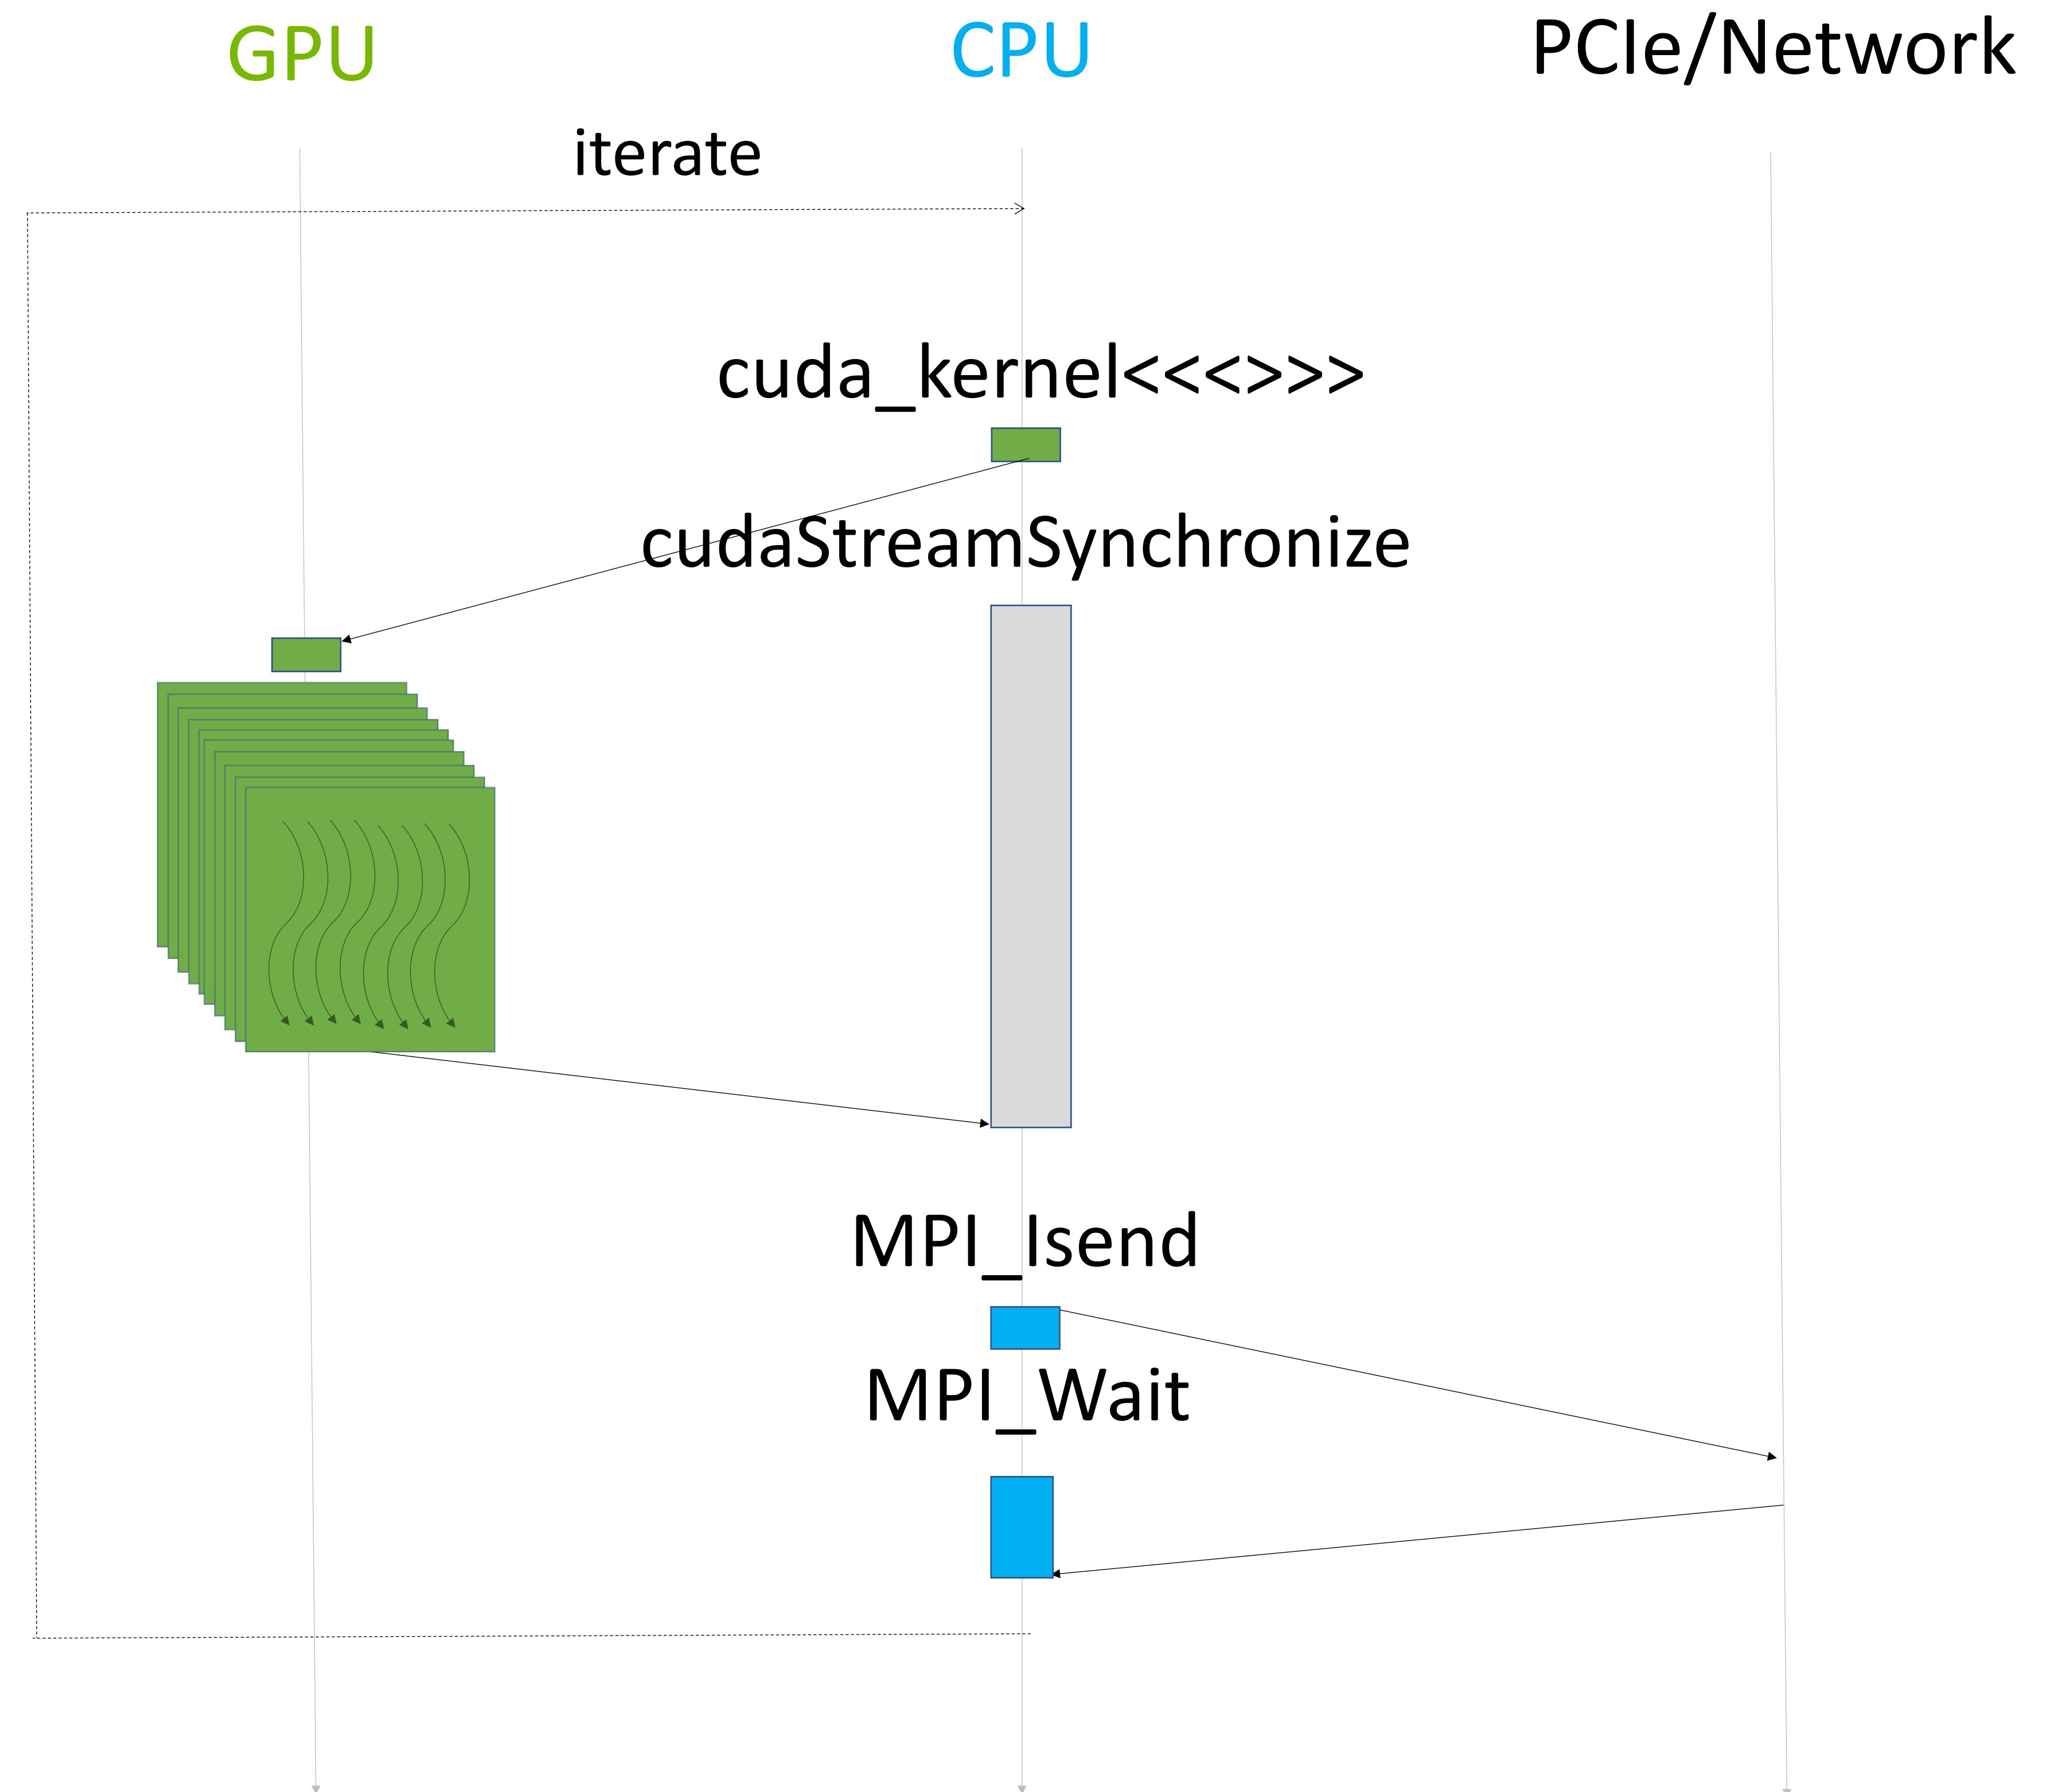 GPU
CPU
PCIe/Network
iterate
cuda_kernel<<<>>>
cudaStreamSynchronize
MPI_Isend
MPI_Wait